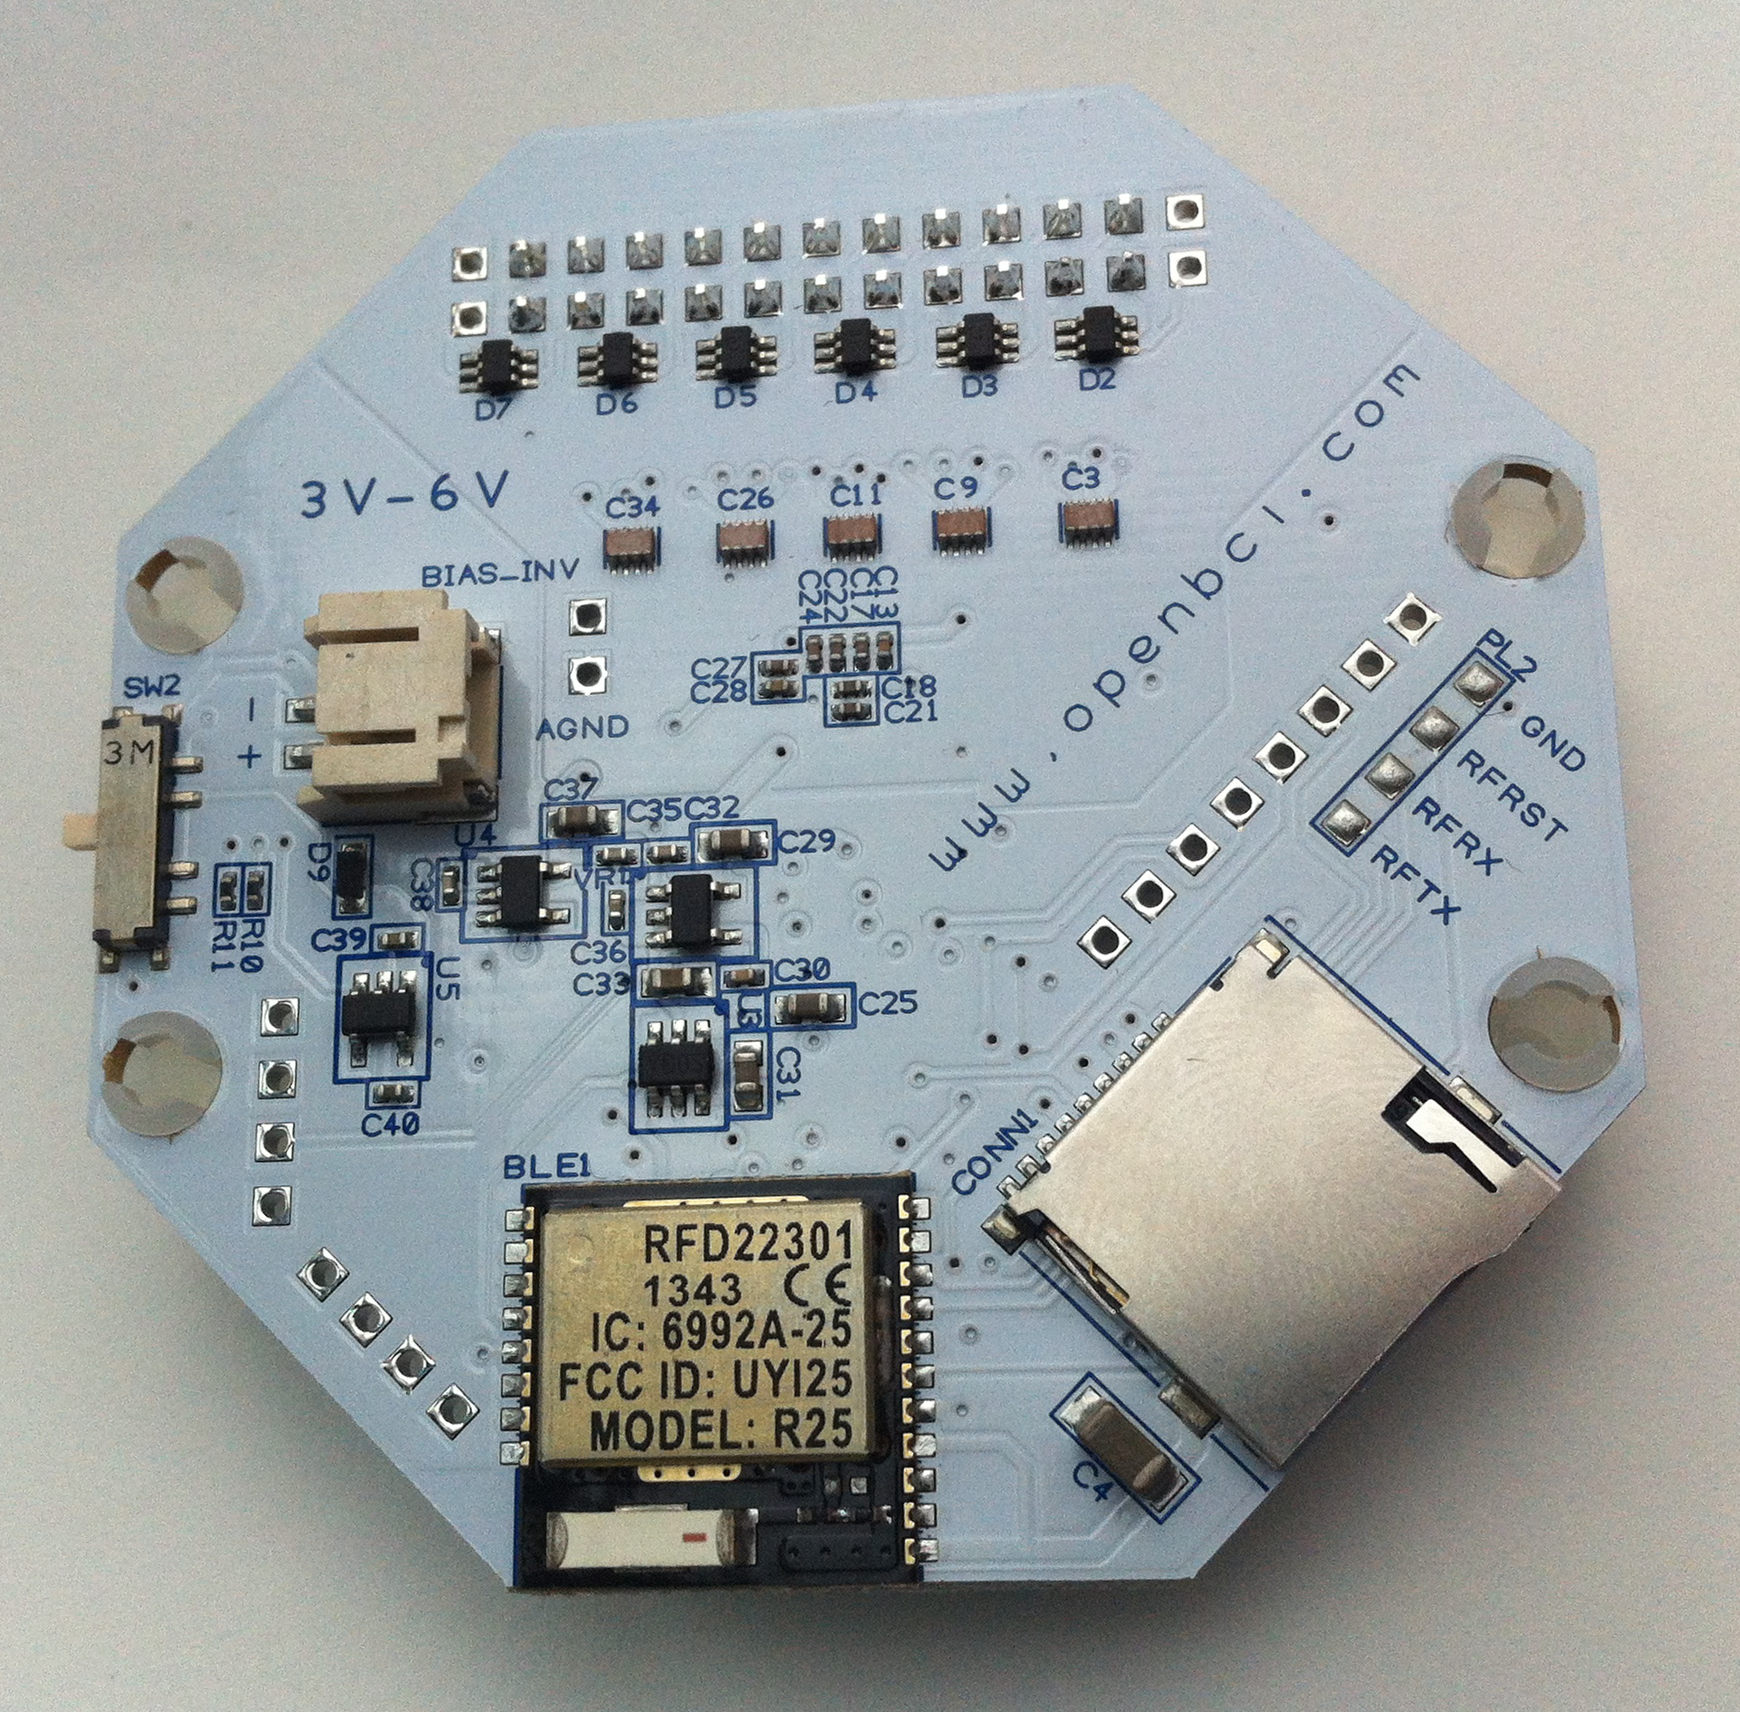 D7 D6 D5 D4 D3 D2
3V-6V
C34 C26 C11 C9 C3
BIAS_INV
C24 C22 C17 C13
C27
C28
C18
C21
AGND
www.openbci.com
PL2
GND
RFRST
RFRX
RFTX
SW2
-
+
3M
C37
C35 C32
U4
C29
D9
C38
VR1
R11 R10
C39
U5
C36
C33
C30
U3
C25
C31
C40
CONN1
BLE1
RFD22301
1343 CE
IC: 6992A-25
FCC ID: UYI25
MODEL: R25
C4